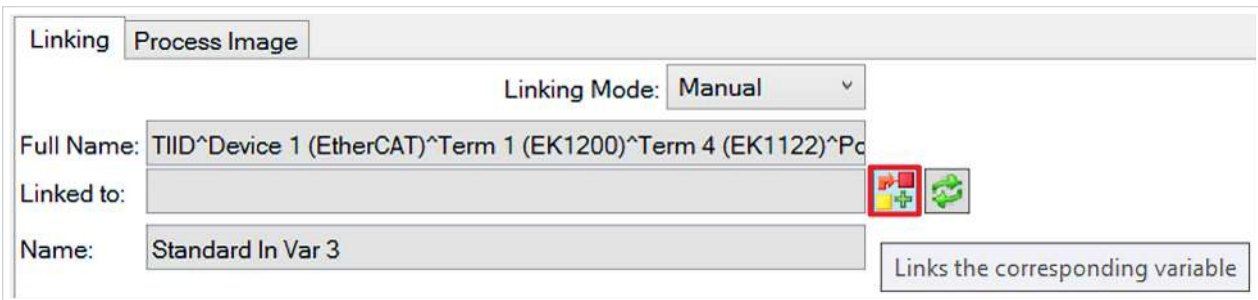 Linking Process Image
Linking Mode: Manual
Full Name: TIID^Device 1 (EtherCAT)^Term 1 (EK1200)^Term 4 (EK1122)^Po
Linked to:
Name: Standard In Var 3
Links the corresponding variable